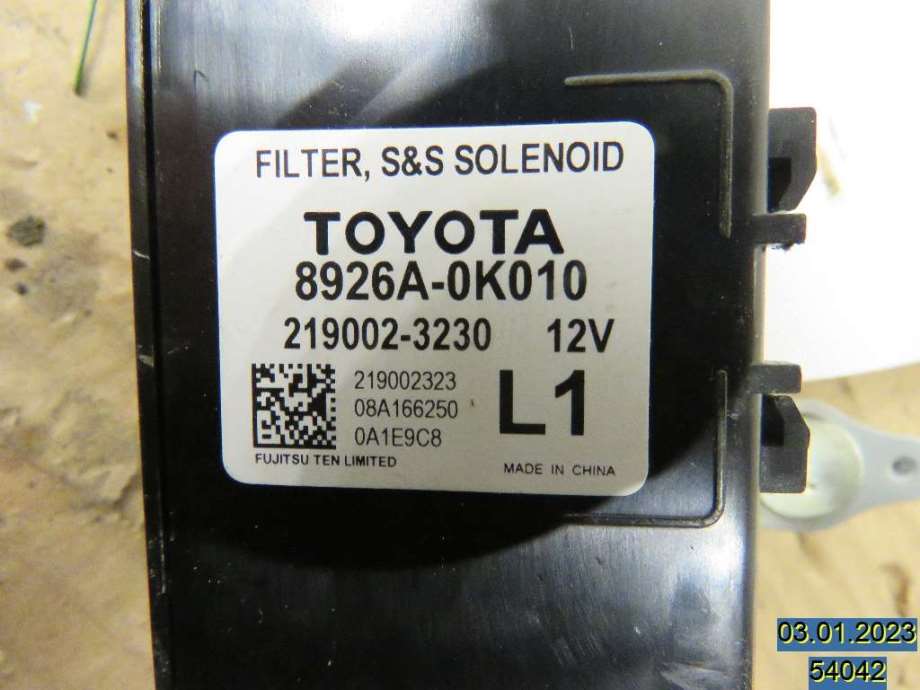 FILTER, S&S SOLENOID
TOYOTA
8926A-0K010
219002-3230 12V
219002323
08A166250
0A1E9C8
L1
FUJITSU TEN LIMITED
MADE IN CHINA
03.01.2023
54042